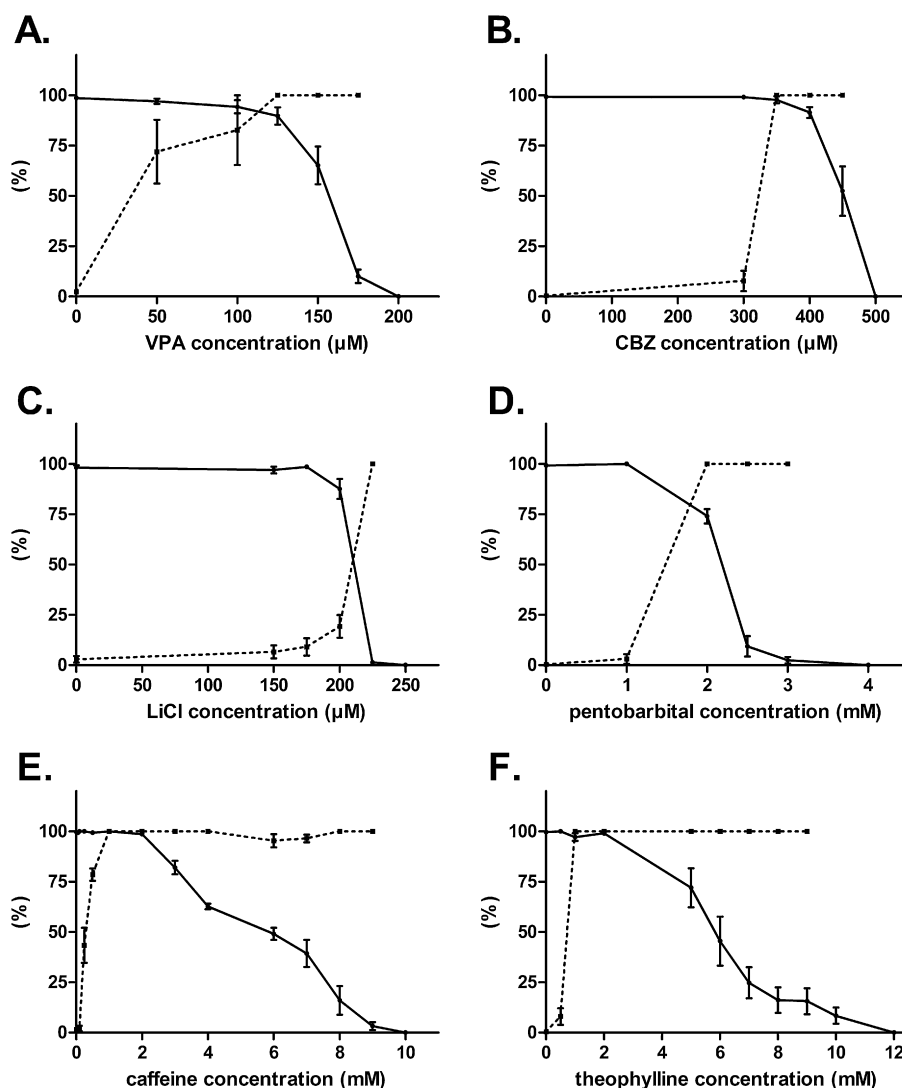 A.
(%)
100
75
50
25
0
0 50 100 150 200
VPA concentration (µM)
B.
(%)
100
75
50
25
0
0 100 200 300 400 500
CBZ concentration (µM)
C.
(%)
100
75
50
25
0
0 50 100 150 200 250
LiCl concentration (µM)
D.
(%)
100
75
50
25
0
0 1 2 3 4
pentobarbital concentration (mM)
E.
(%)
100
75
50
25
0
0 2 4 6 8 10
caffeine concentration (mM)
F.
(%)
100
75
50
25
0
0 2 4 6 8 10 12
theophylline concentration (mM)